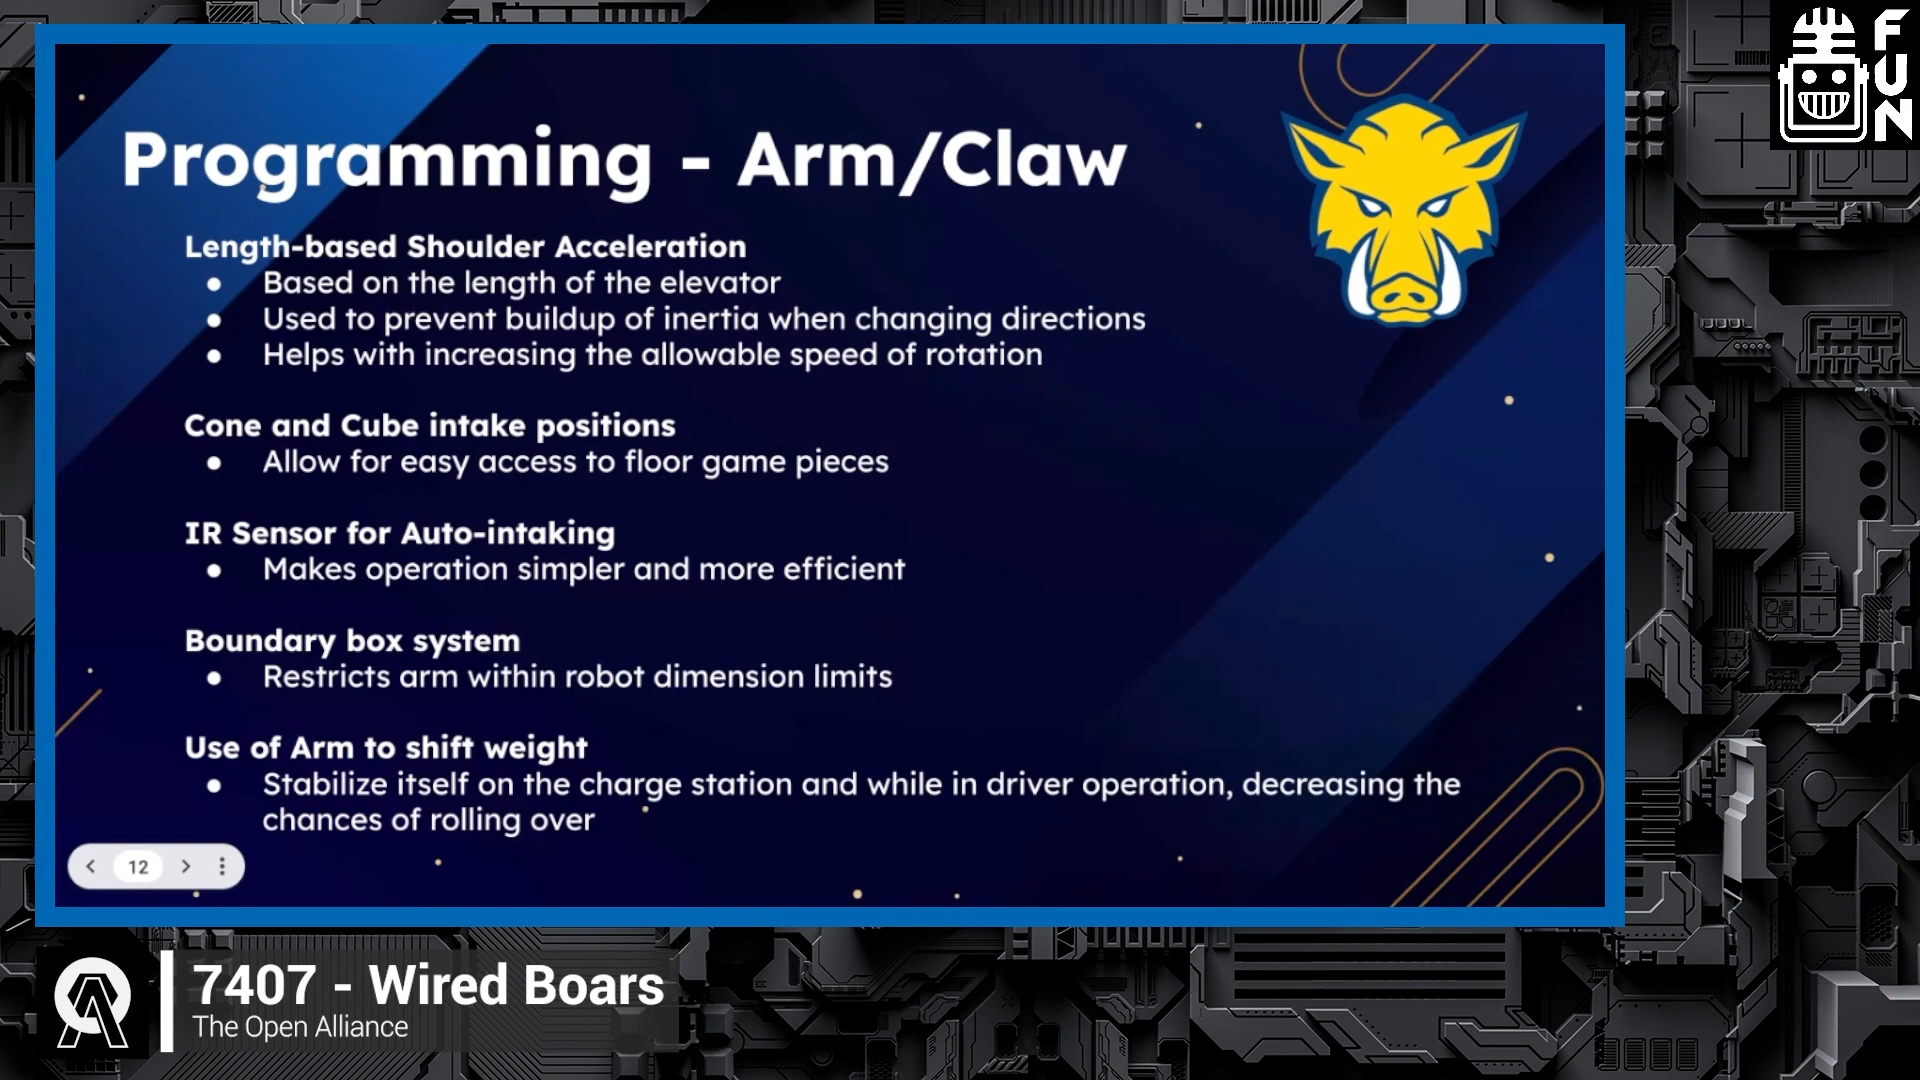 FUN
Programming - Arm/Claw
Length-based Shoulder Acceleration
● Based on the length of the elevator
● Used to prevent buildup of inertia when changing directions
● Helps with increasing the allowable speed of rotation
Cone and Cube intake positions
● Allow for easy access to floor game pieces
IR Sensor for Auto-intaking
● Makes operation simpler and more efficient
Boundary box system
● Restricts arm within robot dimension limits
Use of Arm to shift weight
● Stabilize itself on the charge station and while in driver operation, decreasing the
chances of rolling over
12
7407 - Wired Boars
The Open Alliance